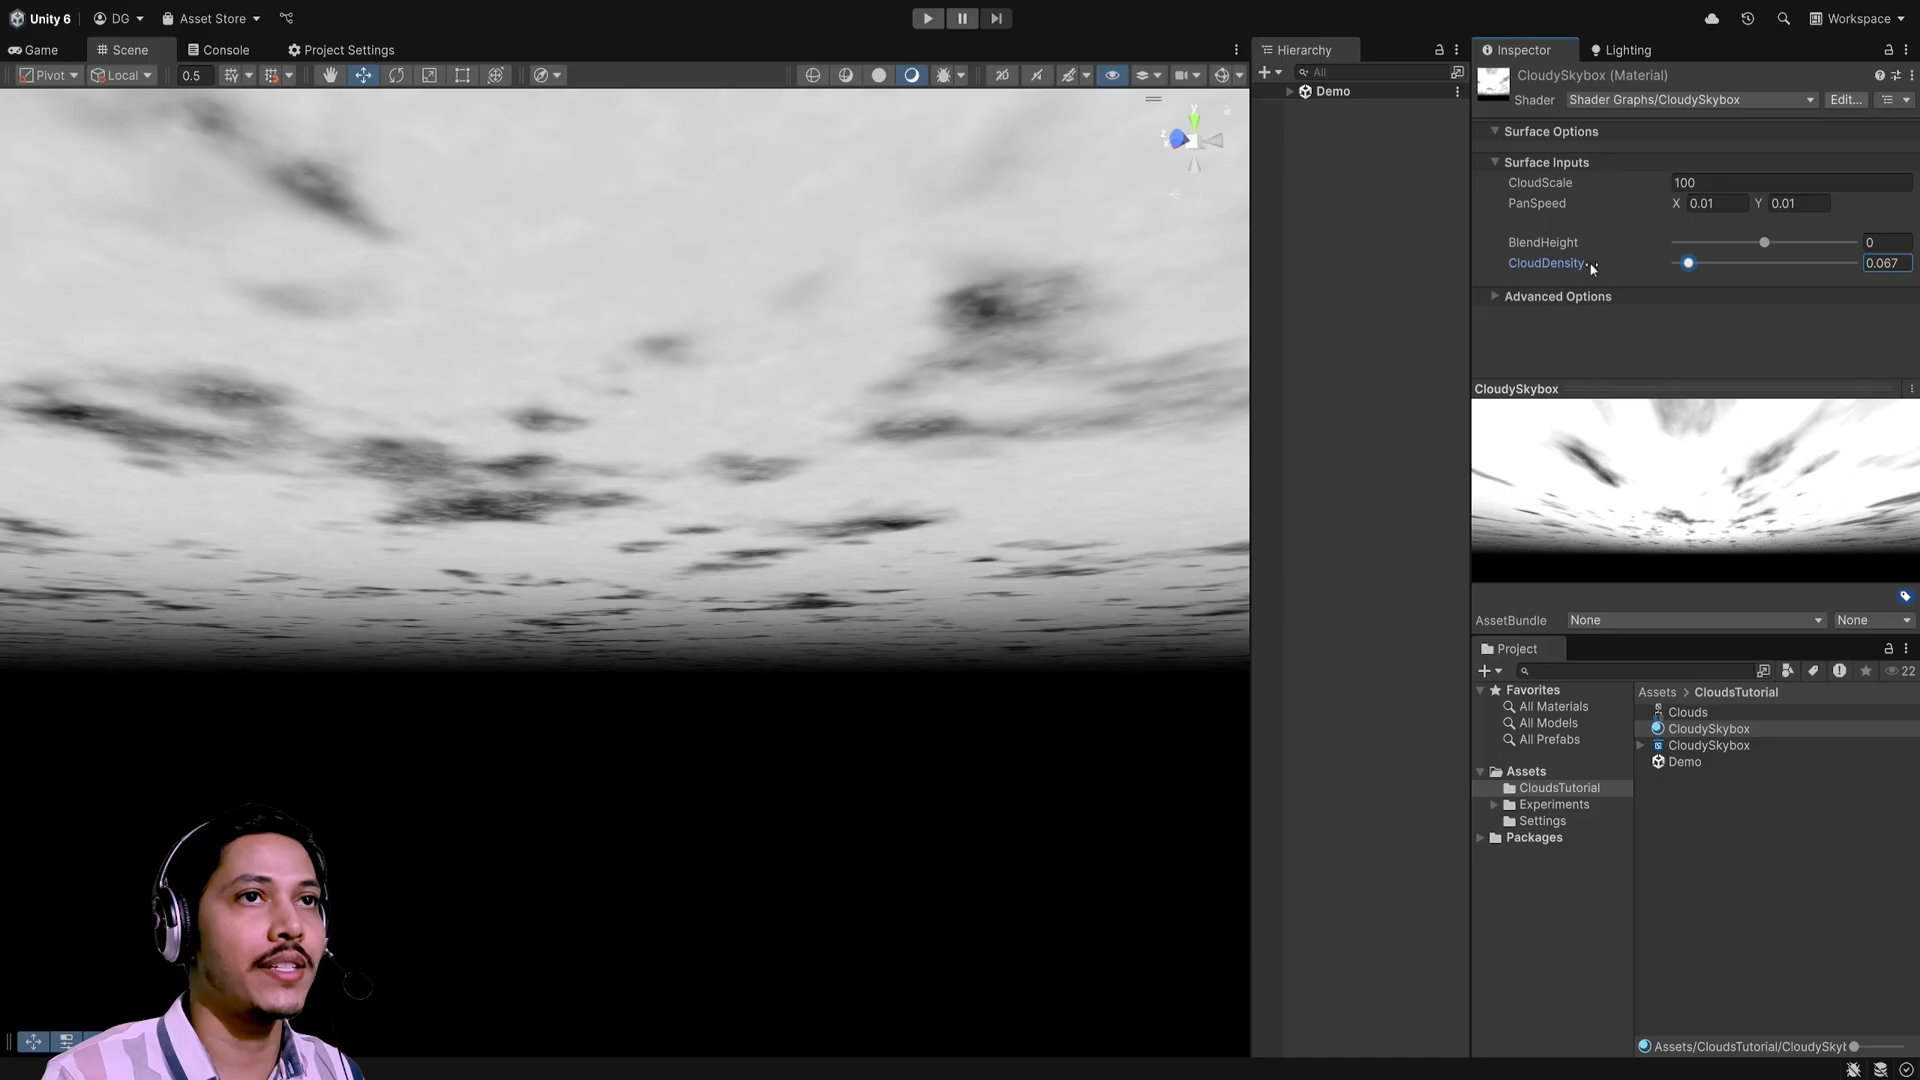 Unity 6 DG Asset Store Workspace
Game Scene Console Project Settings Hierarchy Inspector Lighting
Pivot Local 0.5 All
Demo
y
z
x
CloudySkybox (Material)
Shader Shader Graphs/CloudySkybox Edit...
Surface Options
Surface Inputs
CloudScale 100
PanSpeed X 0.01 Y 0.01
BlendHeight 0
CloudDensity 0.067
Advanced Options
CloudySkybox
AssetBundle None None
Project
22
Favorites
All Materials
All Models
All Prefabs
Assets
CloudsTutorial
Experiments
Settings
Packages
Assets > CloudsTutorial
Clouds
CloudySkybox
CloudySkybox
Demo
Assets/CloudsTutorial/CloudySkyb